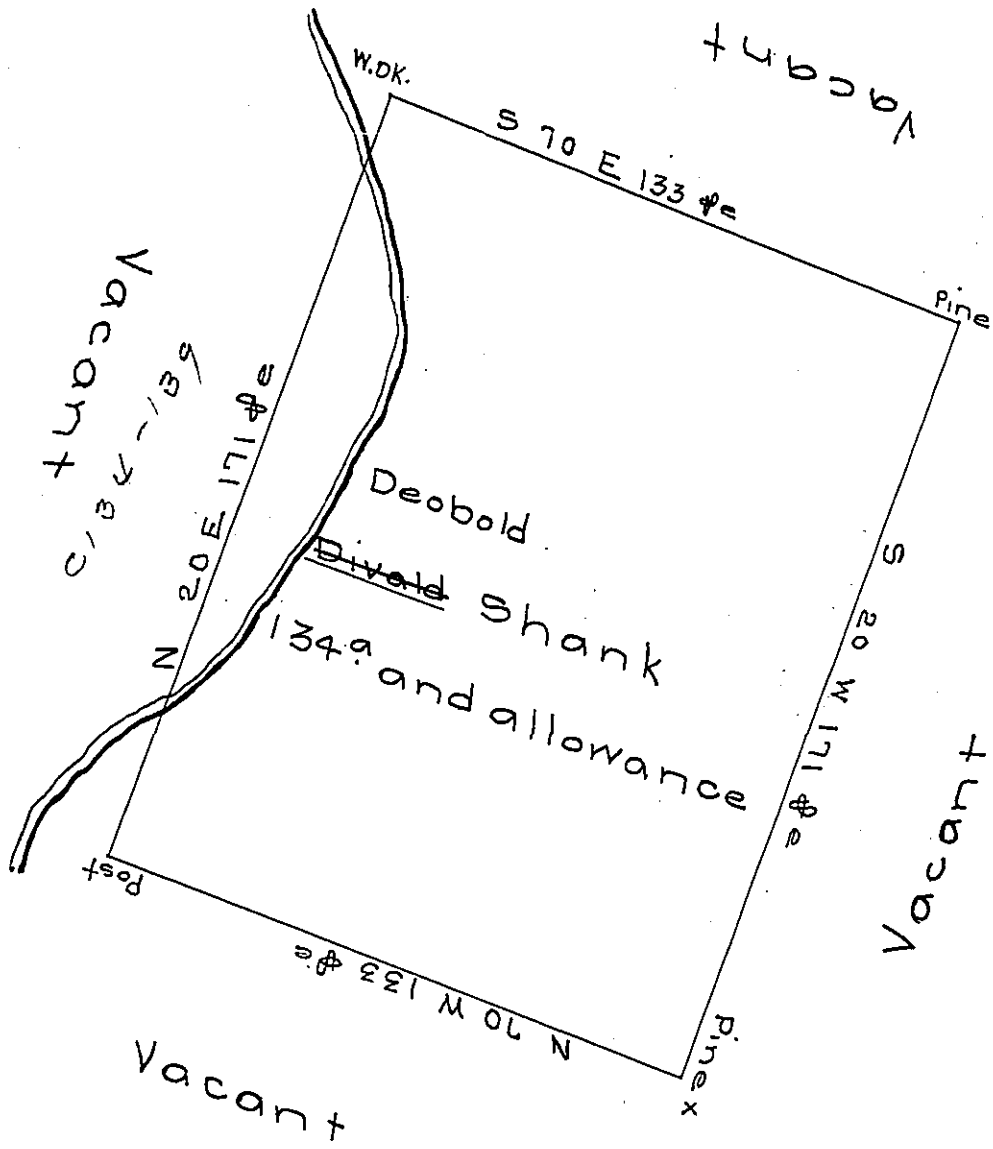 Vacant
W.OK.
S 70 E 133 pe
Pine
Vacant
N 20 E 171 pe
Deobold
Divald Shank
134.a and allowance
S 20 W 171 pe
Vacant
Post
N 70 W 133 pe
Pine
x
Vacant